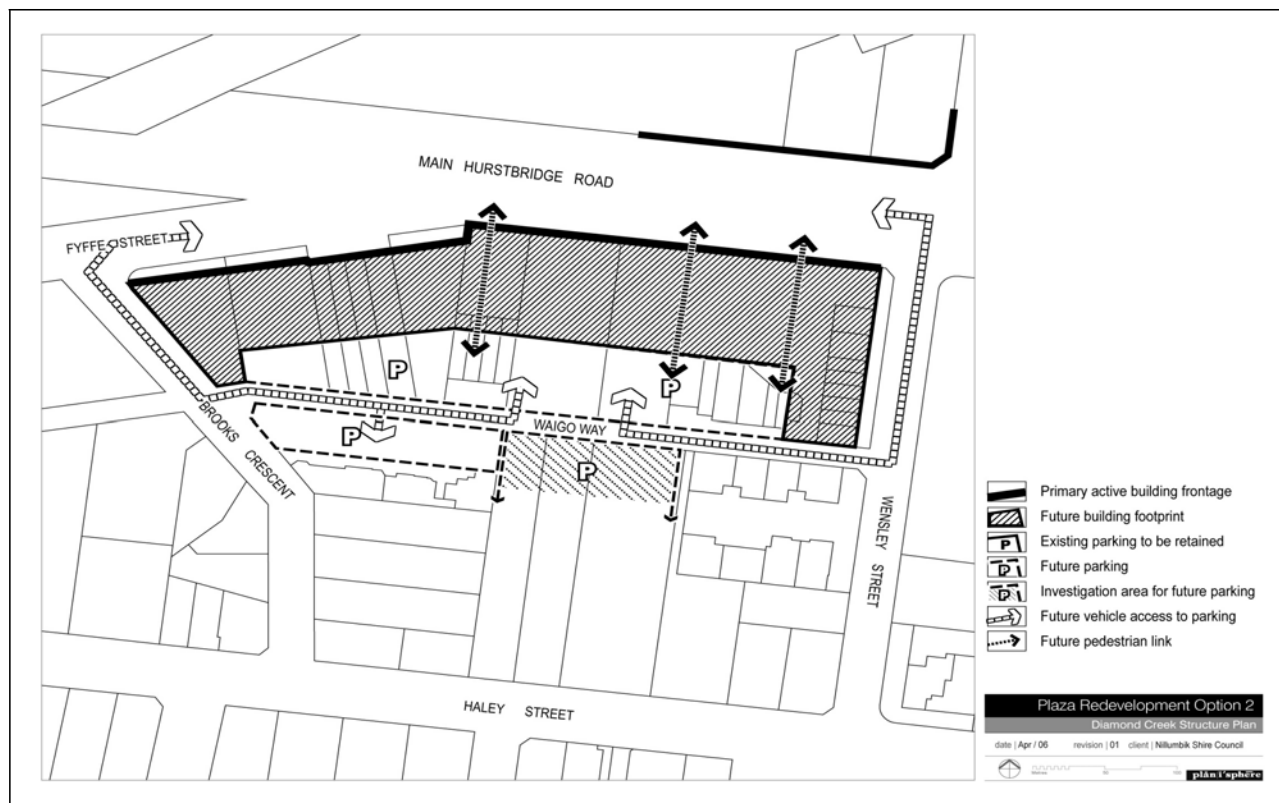 MAIN HURSTBRIDGE ROAD
FYFFE STREET
P
P
P
WAIGO WAY
P
BROOKS CRESCENT
WENSLEY STREET
HALEY STREET
Primary active building frontage
Future building footprint
P Existing parking to be retained
P Future parking
P Investigation area for future parking
Future vehicle access to parking
Future pedestrian link
Plaza Redevelopment Option 2
Diamond Creek Structure Plan
date | Apr / 06 revision | 01 client | Nillumbik Shire Council
plan i'sphere